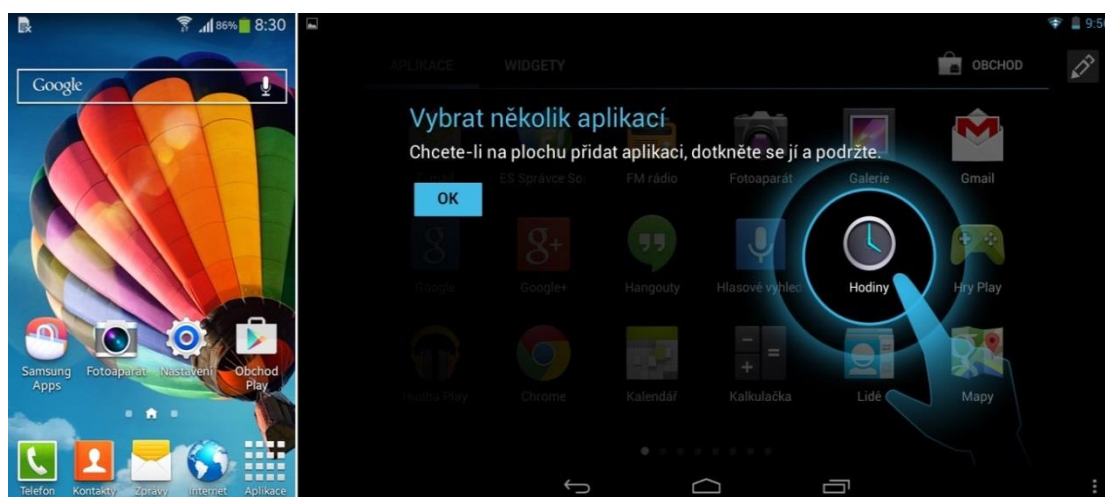 86% 8:30
Google
Samsung Apps
Fotoaparát
Nastavení
Obchod Play
Telefon
Kontakty
Zprávy
Internet
Aplikace
APLIKACE
WIDGETY
OBCHOD
Vybrat několik aplikací
Chcete-li na plochu přidat aplikaci, dotkněte se jí a podržte.
OK
ES Správce
FM rádio
Fotoaparát
Galerie
Gmail
Google
Google+
Hangouty
Hlasové vyhled
Hodiny
Hry Play
Hudba Play
Chrome
Kalendář
Kalkulačka
Lidé
Mapy